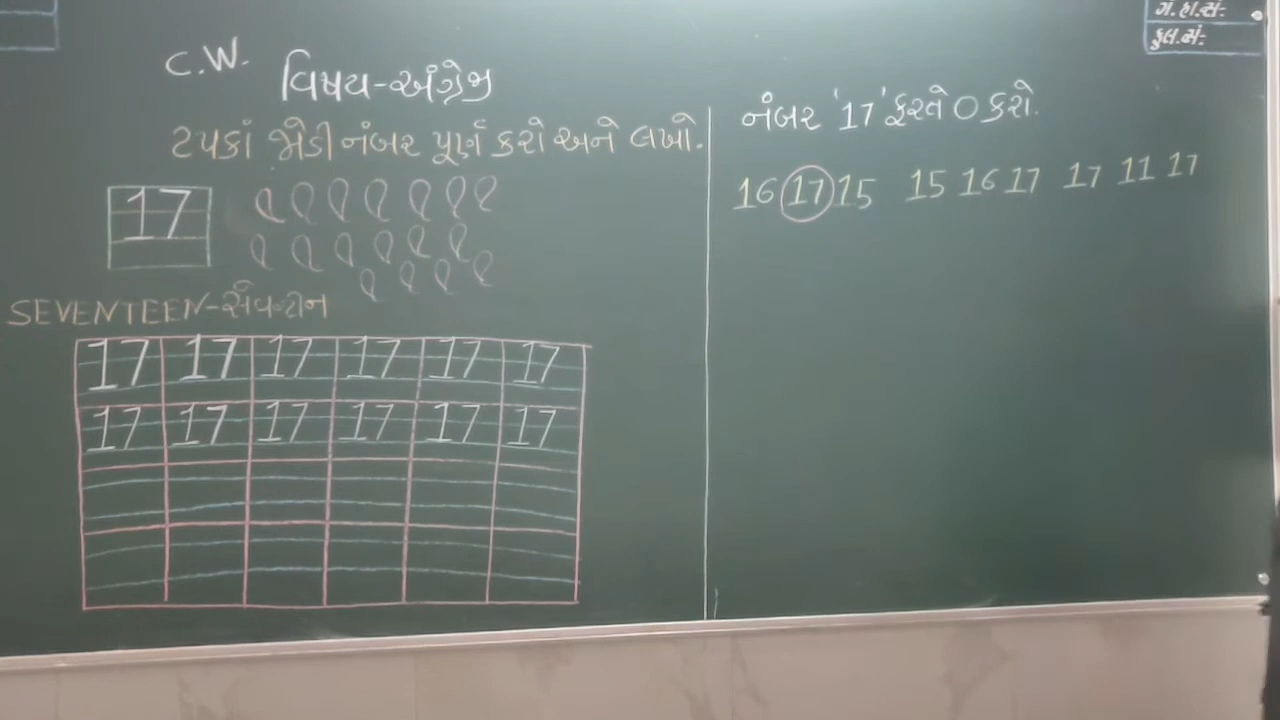 C.W.
વિષય-અંગ્રેજી
ટપકાં જોડી નંબર પૂર્ણ કરો અને લખો.
17
SEVENTEEN-સેવન્ટીન
17 17 17 17 17 17
17 17 17 17 17 17
નંબર '17' ફરતે O કરો.
16 17 15 15 16 17 17 11 17
ગે.હા.સં:-
કુલ.સં:-